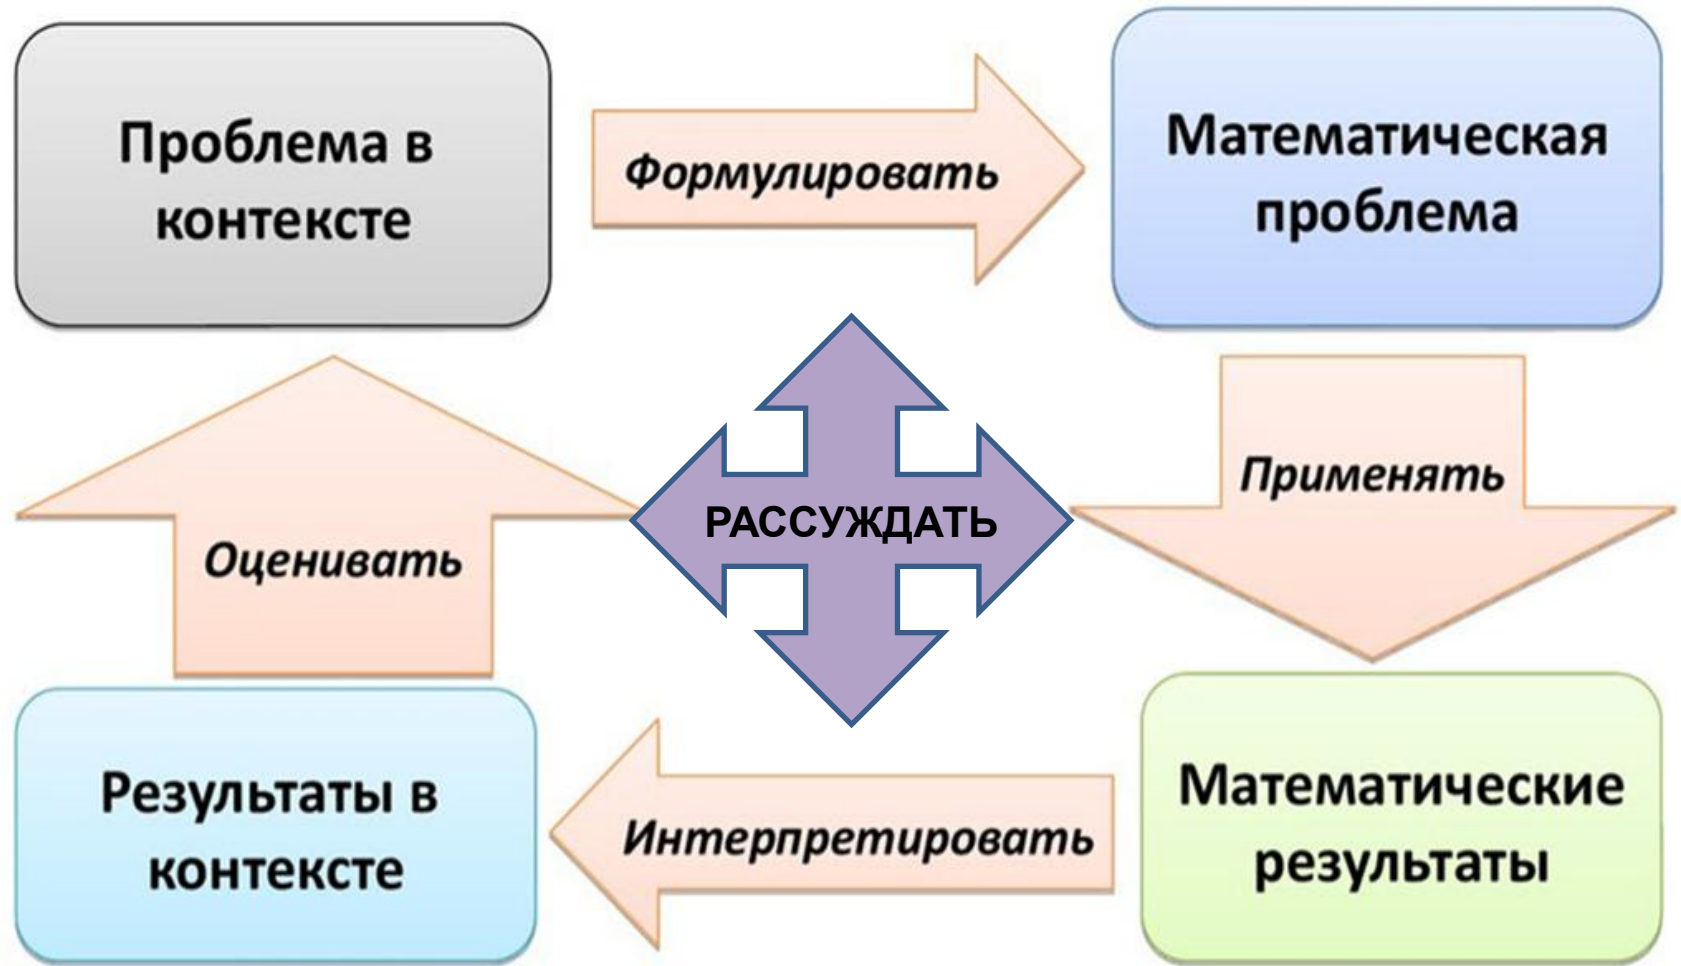 Проблема в
контексте
Формулировать
Математическая
проблема
Применять
РАССУЖДАТЬ
Оценивать
Результаты в
контексте
Интерпретировать
Математические
результаты